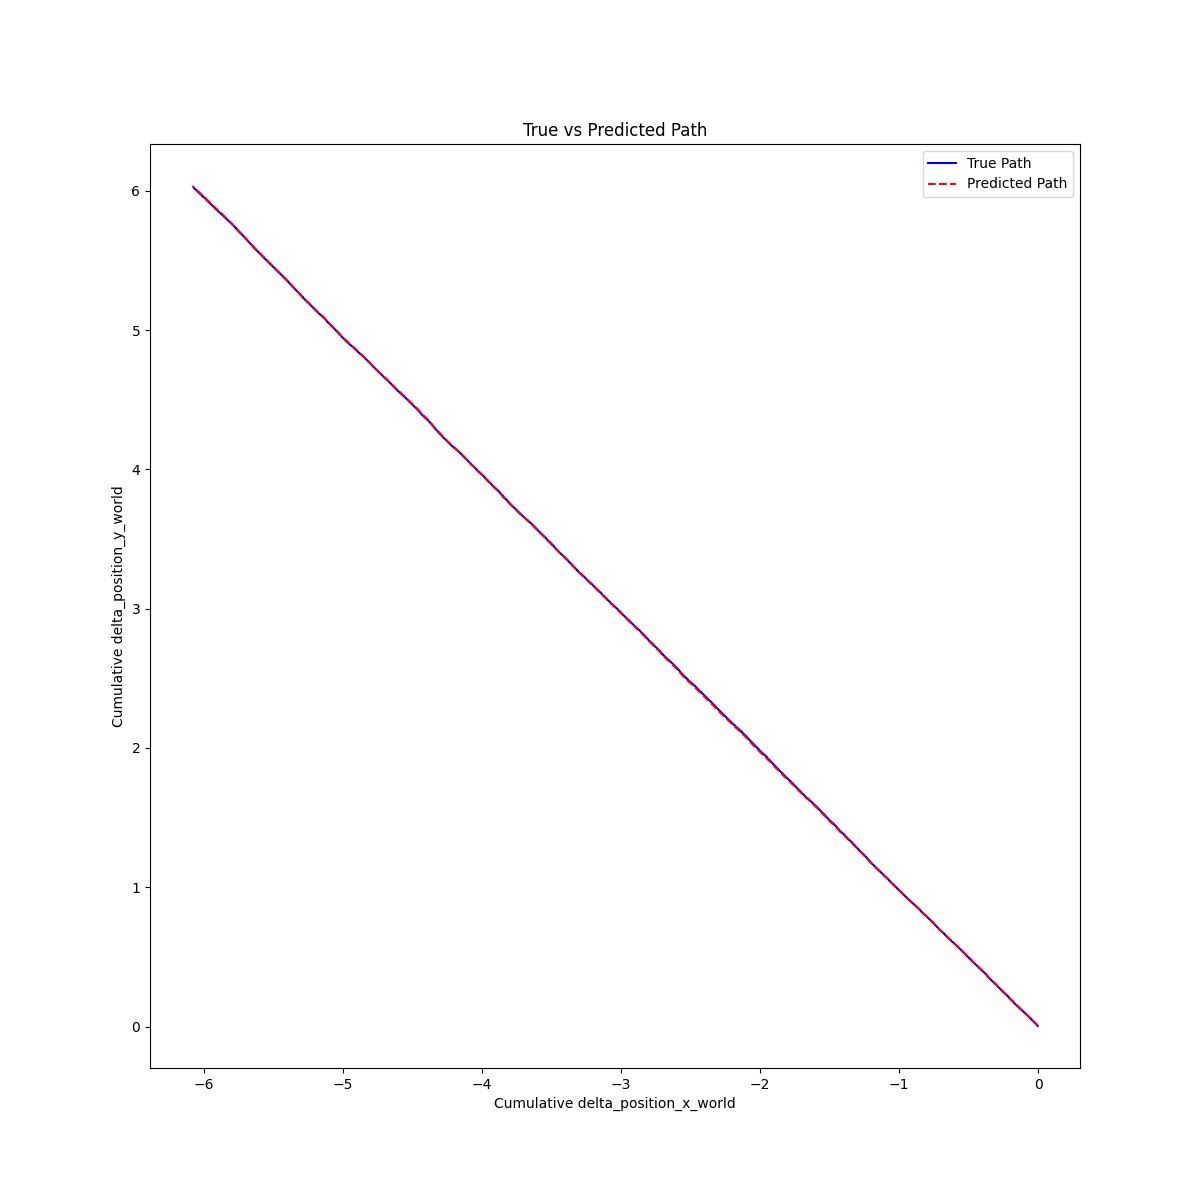 True vs Predicted Path
True Path
Predicted Path
6
5
4
3
2
1
0
Cumulative delta_position_y_world
−6
−5
−4
−3
−2
−1
0
Cumulative delta_position_x_world